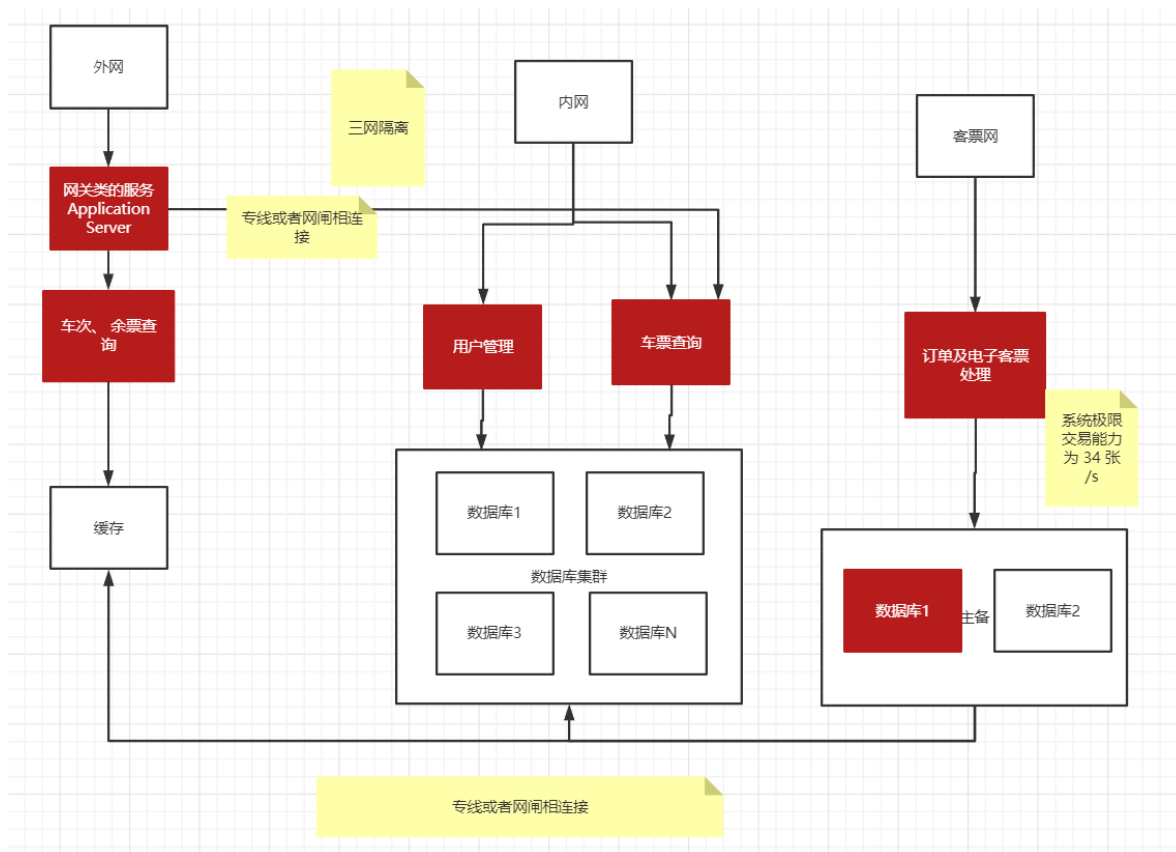 外网
三网隔离
内网
客票网
网关类的服务
Application
Server
专线或者网闸相连
接
车次、 余票查
询
用户管理
车票查询
订单及电子客票
处理
系统极限
交易能力
为 34 张
/s
缓存
数据库1
数据库2
数据库集群
数据库3
数据库N
数据库1
主备
数据库2
专线或者网闸相连接